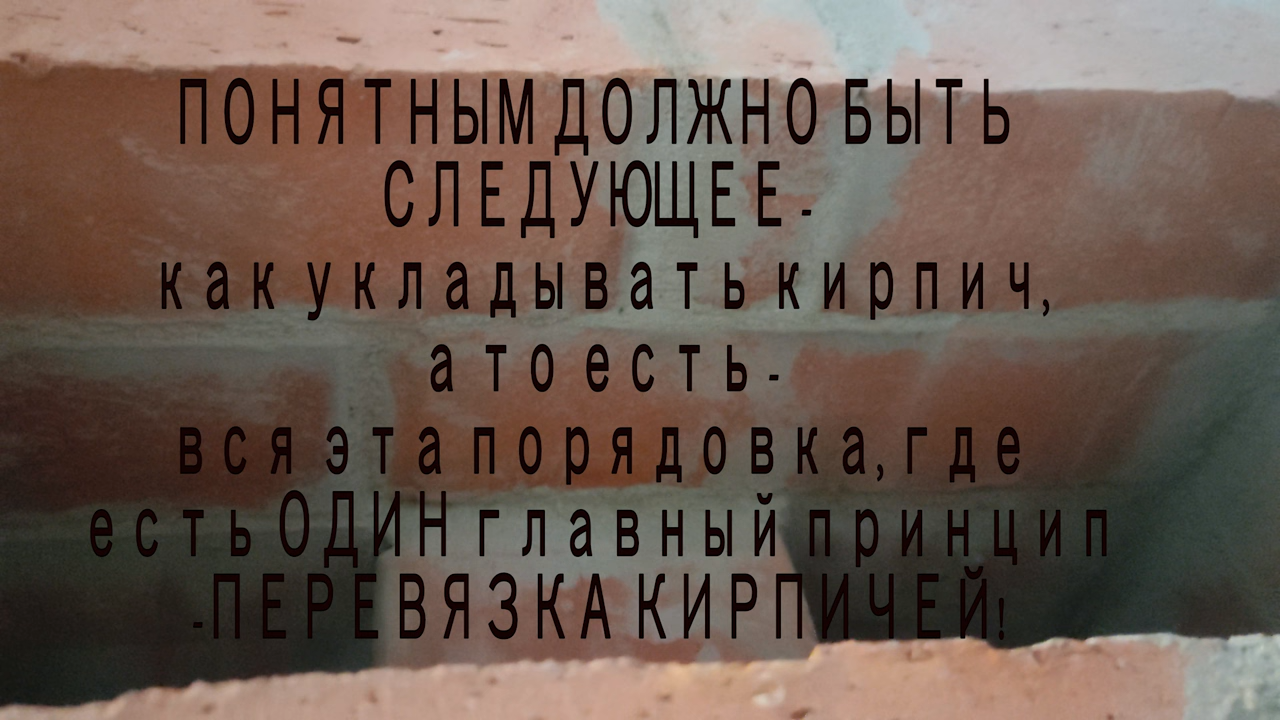 ПОНЯТНЫМ ДОЛЖНО БЫТЬ
СЛЕДУЮЩЕЕ -
как укладывать кирпич,
а то есть -
вся эта порядовка, где
есть ОДИН главный принцип
-ПЕРЕВЯЗКА КИРПИЧЕЙ!